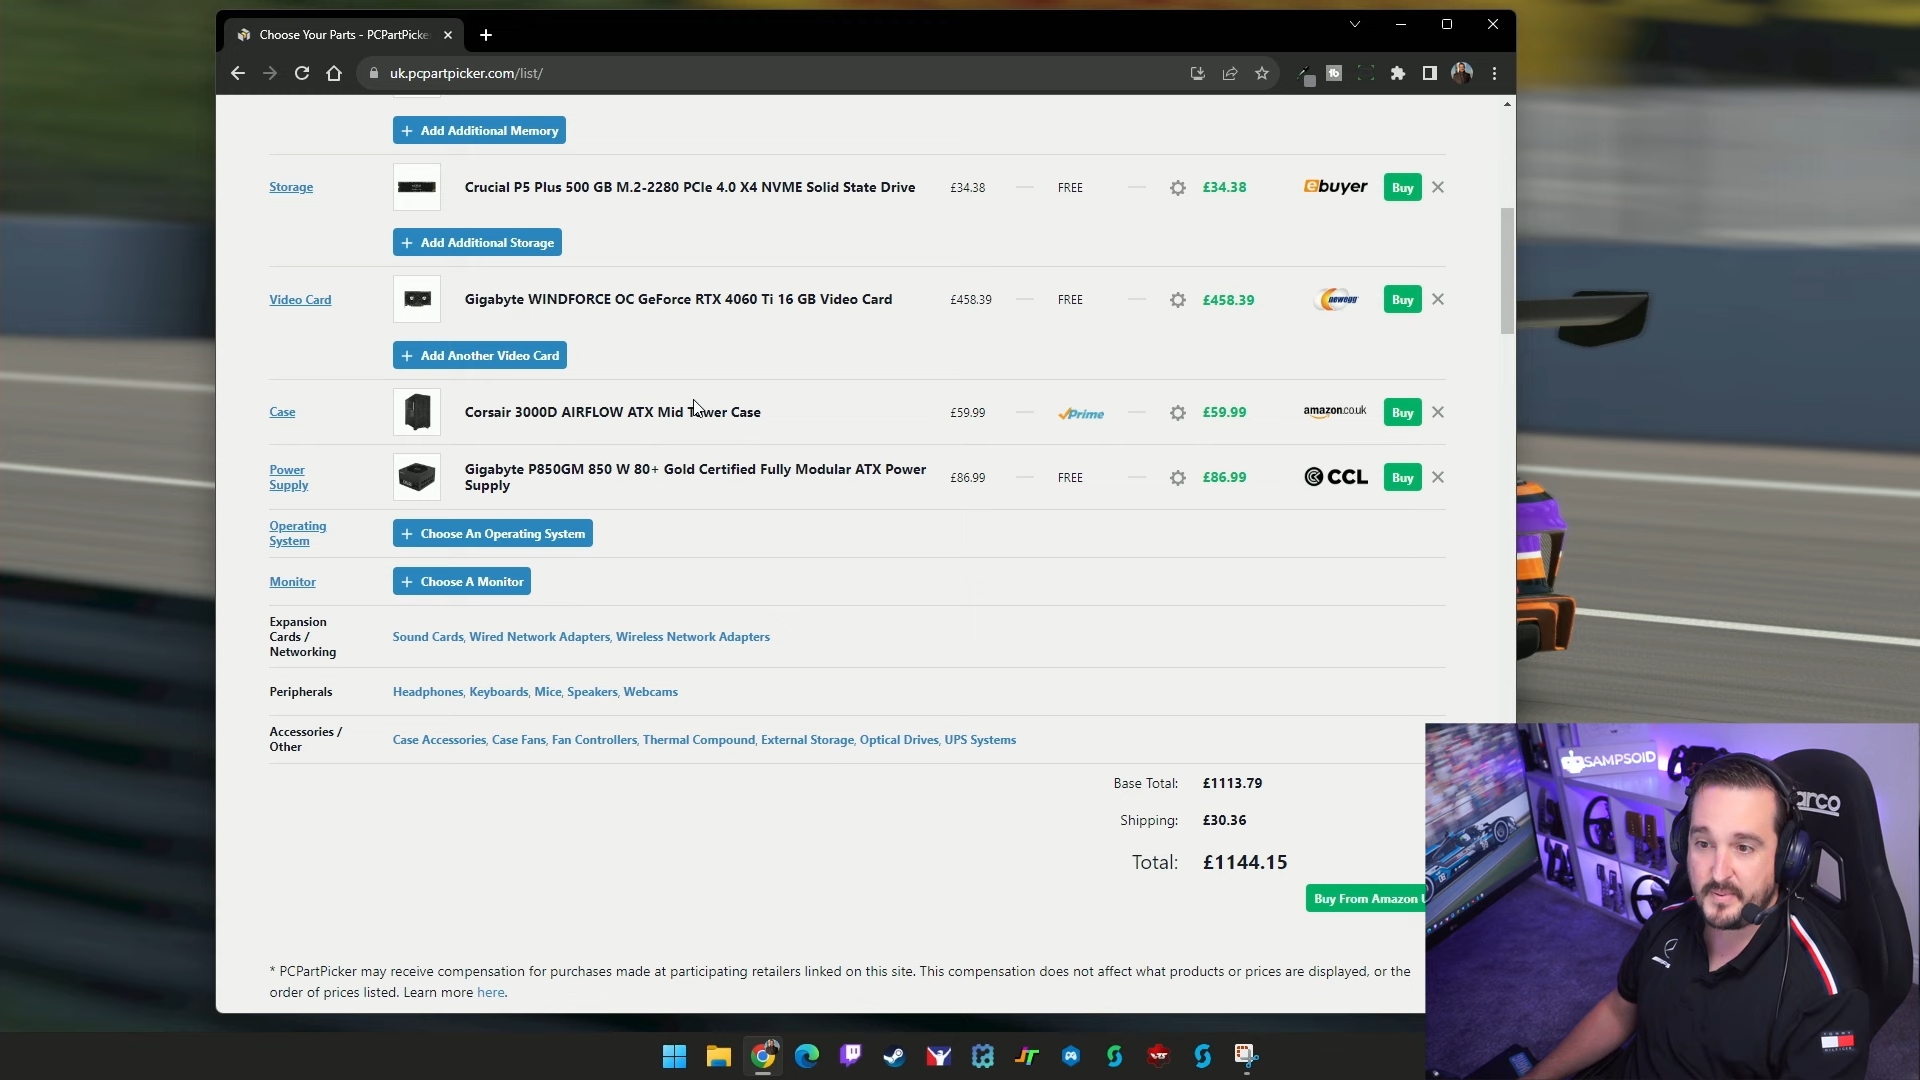 Choose Your Parts - PCPartPicke
uk.pcpartpicker.com/list/
+ Add Additional Memory
Storage
Crucial P5 Plus 500 GB M.2-2280 PCIe 4.0 X4 NVME Solid State Drive
£34.38 — FREE — £34.38
ebuyer
Buy
+ Add Additional Storage
Video Card
Gigabyte WINDFORCE OC GeForce RTX 4060 Ti 16 GB Video Card
£458.39 — FREE — £458.39
newegg
Buy
+ Add Another Video Card
Case
Corsair 3000D AIRFLOW ATX Mid Tower Case
£59.99 — Prime — £59.99
amazon.co.uk
Buy
Power
Supply
Gigabyte P850GM 850 W 80+ Gold Certified Fully Modular ATX Power
Supply
£86.99 — FREE — £86.99
CCL
Buy
Operating
System
+ Choose An Operating System
Monitor
+ Choose A Monitor
Expansion
Cards /
Networking
Sound Cards, Wired Network Adapters, Wireless Network Adapters
Peripherals
Headphones, Keyboards, Mice, Speakers, Webcams
Accessories /
Other
Case Accessories, Case Fans, Fan Controllers, Thermal Compound, External Storage, Optical Drives, UPS Systems
Base Total: £1113.79
Shipping: £30.36
Total: £1144.15
Buy From Amazon U
* PCPartPicker may receive compensation for purchases made at participating retailers linked on this site. This compensation does not affect what products or prices are displayed, or the
order of prices listed. Learn more here.
SAMPSOID
arco